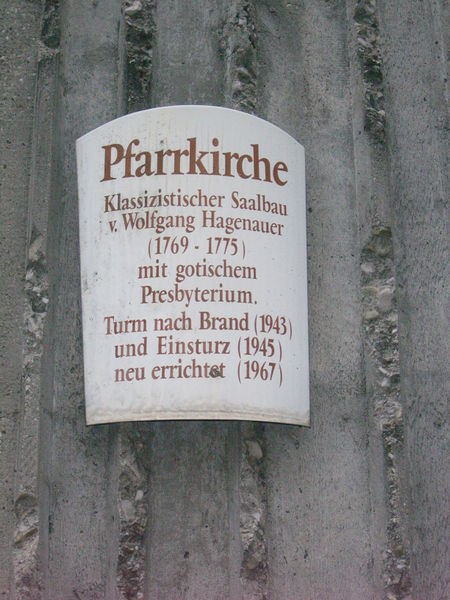 Pfarrkirche
Klassizistischer Saalbau
v. Wolfgang Hagenauer
(1769 - 1775)
mit gotischem
Presbyterium.
Turm nach Brand (1943)
und Einsturz (1945)
neu errichtet (1967)